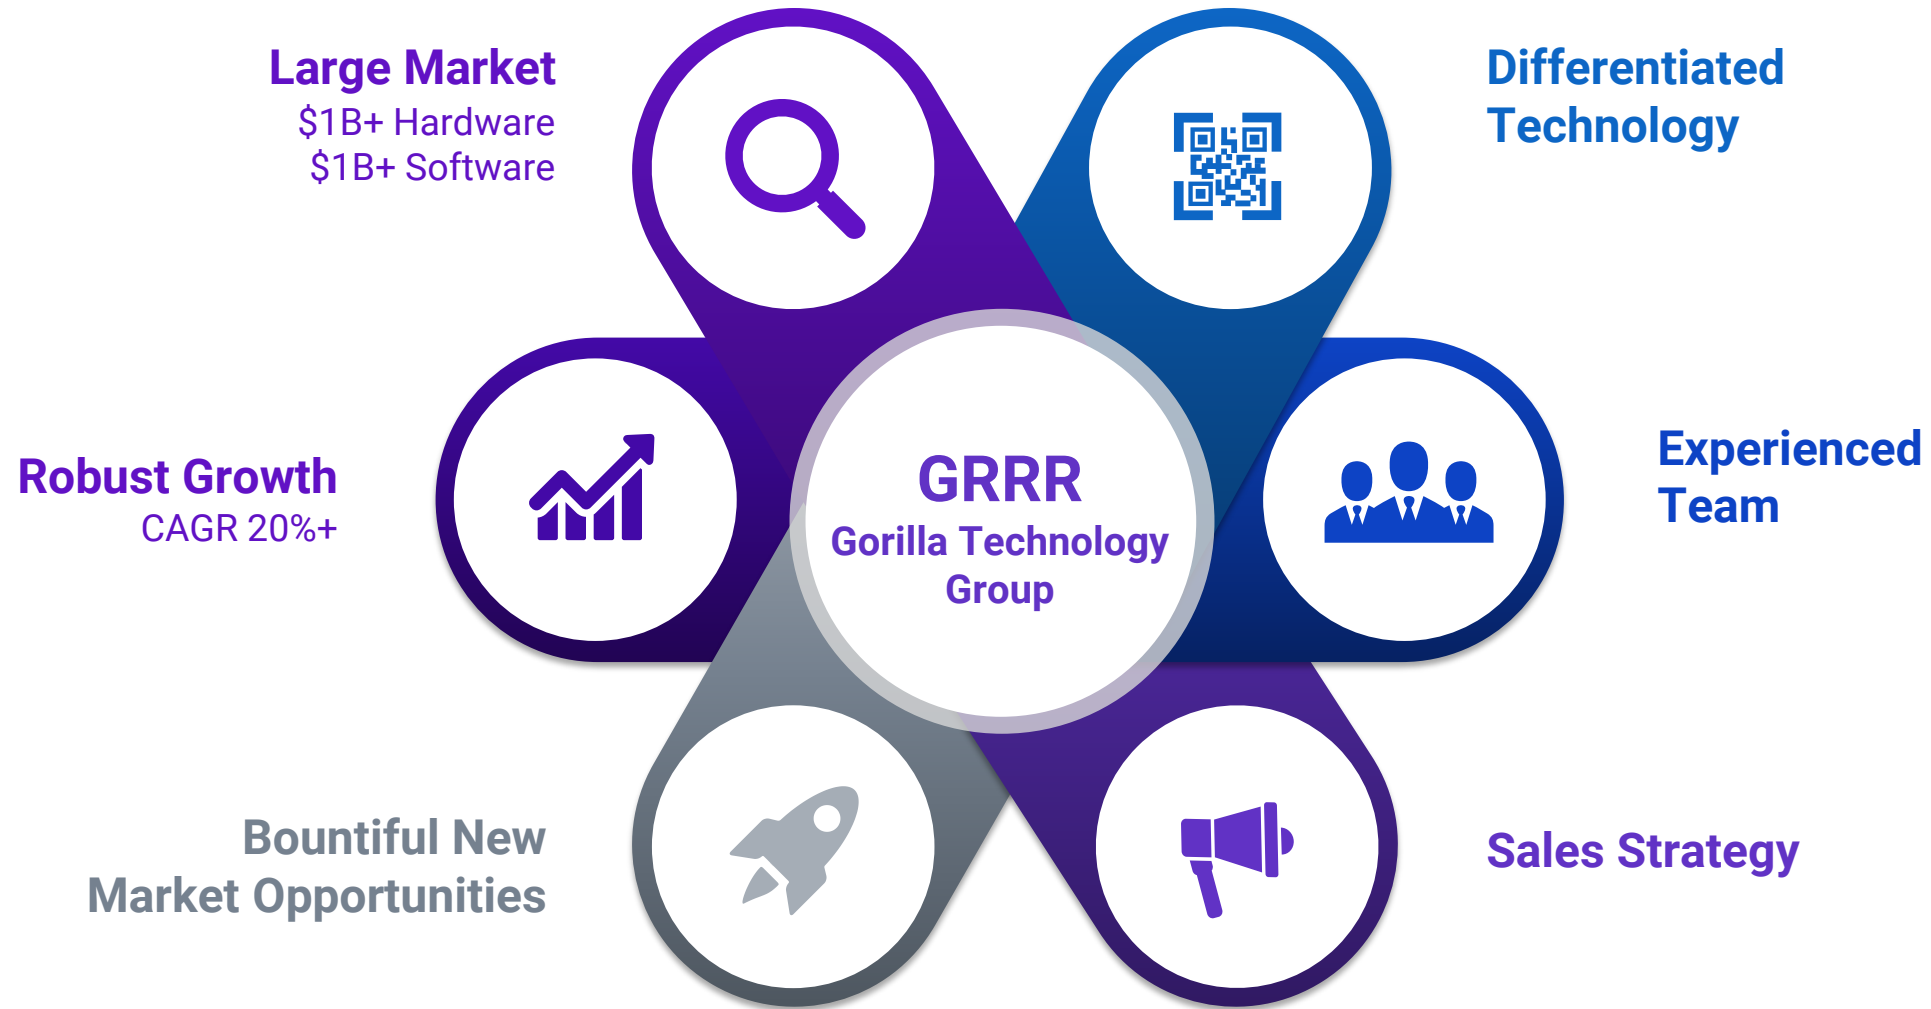 Large Market
$1B+ Hardware
$1B+ Software
Differentiated
Technology
Robust Growth
CAGR 20%+
GRRR
Gorilla Technology
Group
Experienced
Team
Bountiful New
Market Opportunities
Sales Strategy